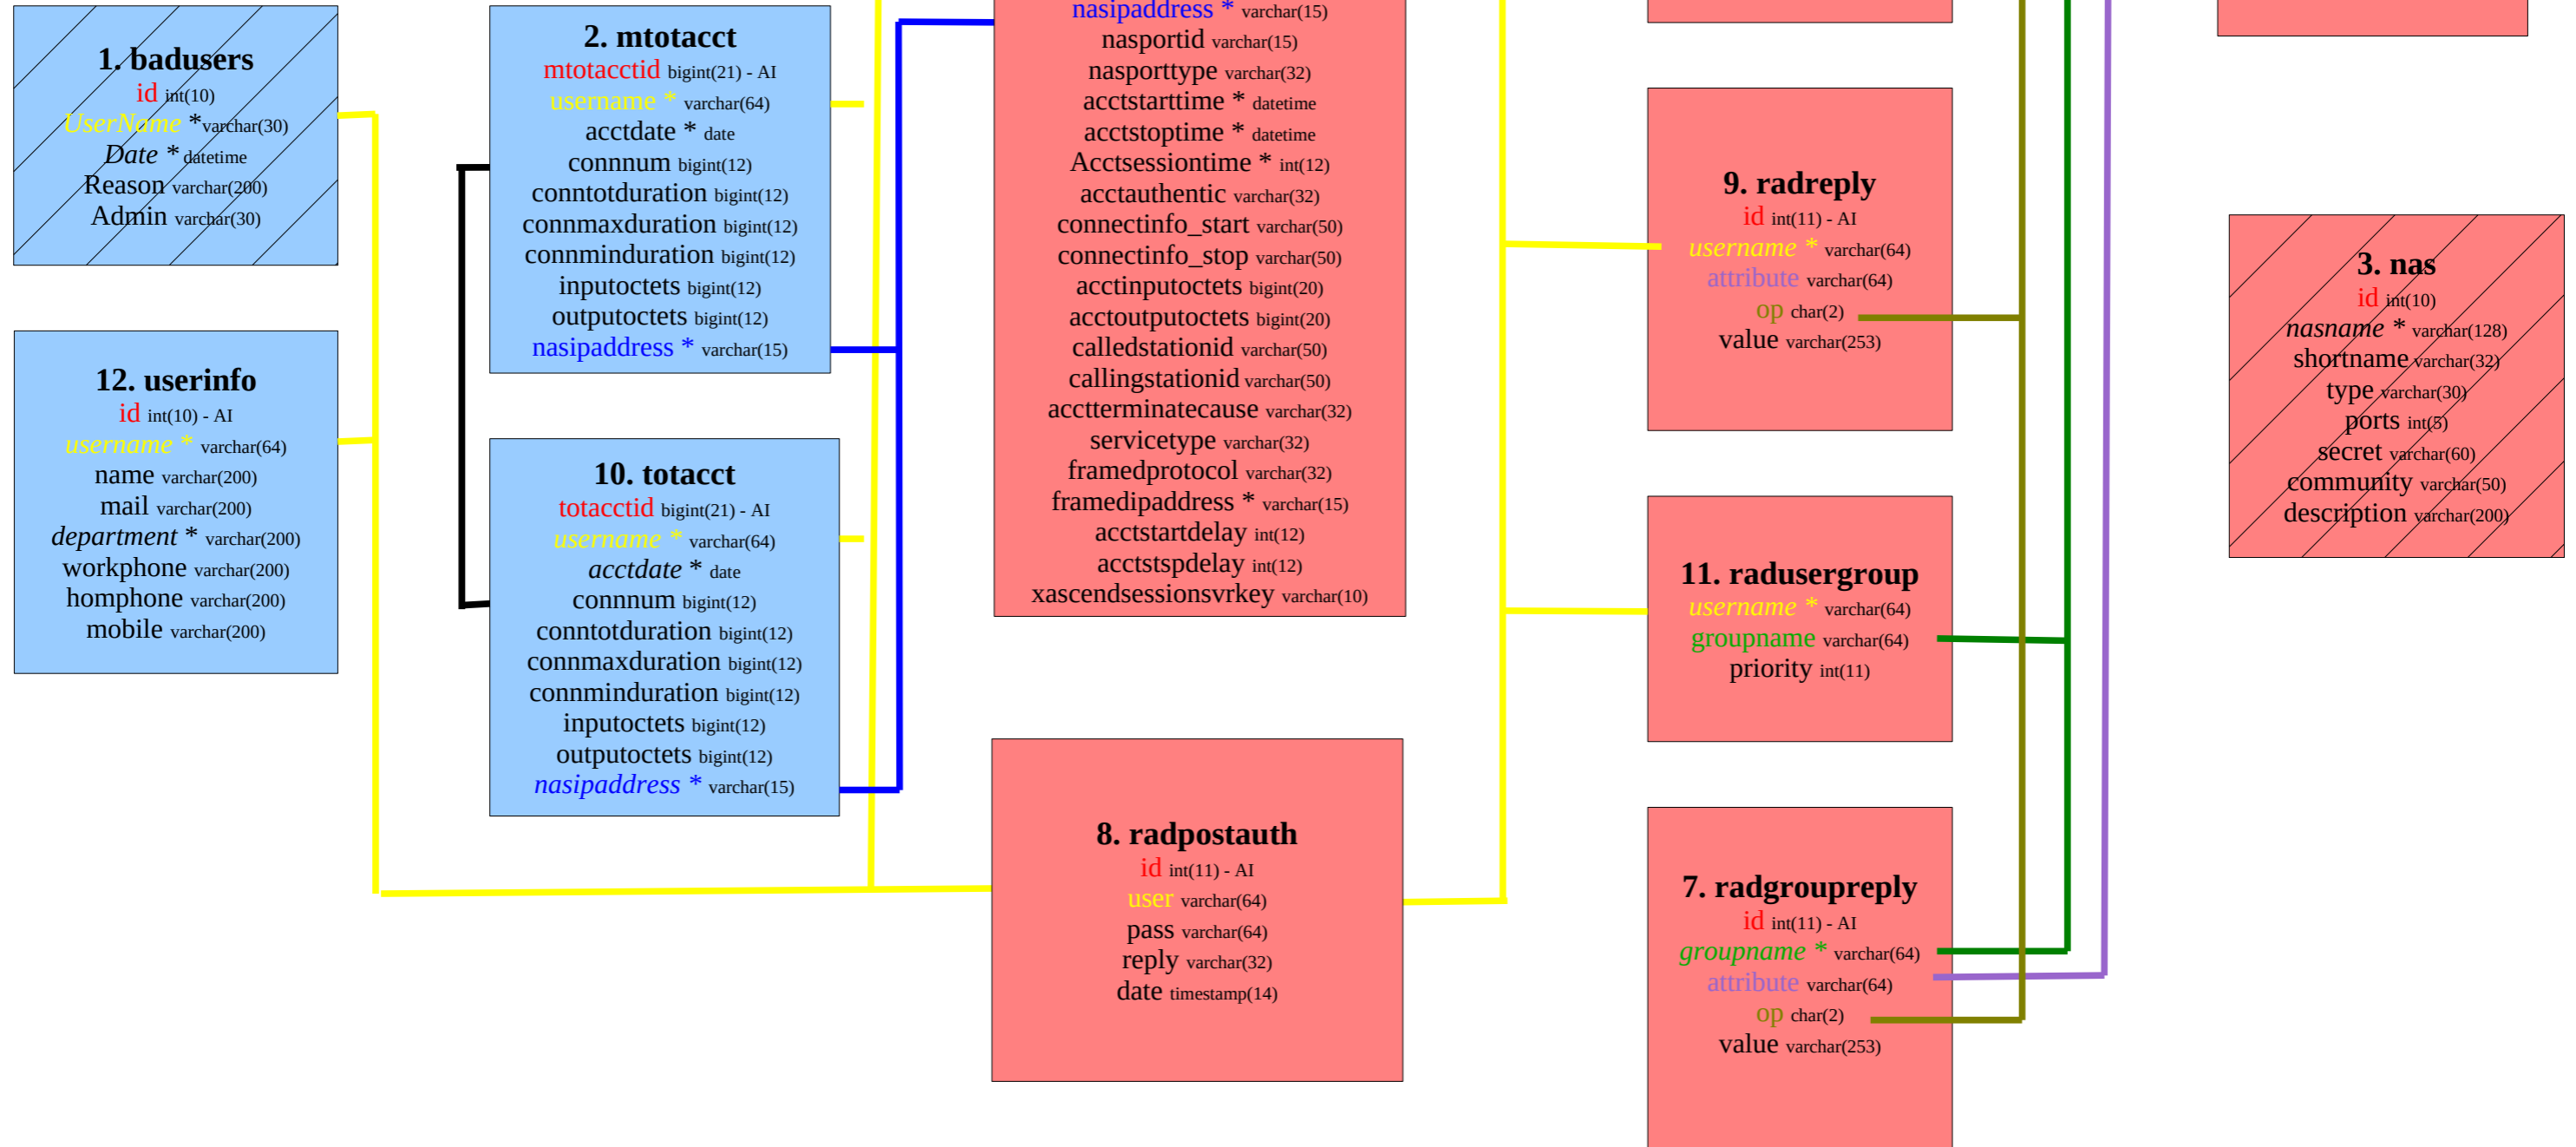 1. badusers
id int(10)
UserName *varchar(30)
Date * datetime
Reason varchar(200)
Admin varchar(30)
12. userinfo
id int(10) - AI
username * varchar(64)
name varchar(200)
mail varchar(200)
department * varchar(200)
workphone varchar(200)
homphone varchar(200)
mobile varchar(200)
2. mtotacct
mtotacctid bigint(21) - AI
username * varchar(64)
acctdate * date
connnum bigint(12)
conntotduration bigint(12)
connmaxduration bigint(12)
connminduration bigint(12)
inputoctets bigint(12)
outputoctets bigint(12)
nasipaddress * varchar(15)
10. totacct
totacctid bigint(21) - AI
username * varchar(64)
acctdate * date
connnum bigint(12)
conntotduration bigint(12)
connmaxduration bigint(12)
connminduration bigint(12)
inputoctets bigint(12)
outputoctets bigint(12)
nasipaddress * varchar(15)
nasipaddress * varchar(15)
nasportid varchar(15)
nasporttype varchar(32)
acctstarttime * datetime
acctstoptime * datetime
Acctsessiontime * int(12)
acctauthentic varchar(32)
connectinfo_start varchar(50)
connectinfo_stop varchar(50)
acctinputoctets bigint(20)
acctoutputoctets bigint(20)
calledstationid varchar(50)
callingstationid varchar(50)
acctterminatecause varchar(32)
servicetype varchar(32)
framedprotocol varchar(32)
framedipaddress * varchar(15)
acctstartdelay int(12)
acctstspdelay int(12)
xascendsessionsvrkey varchar(10)
8. radpostauth
id int(11) - AI
user varchar(64)
pass varchar(64)
reply varchar(32)
date timestamp(14)
9. radreply
id int(11) - AI
username * varchar(64)
attribute varchar(64)
op char(2)
value varchar(253)
11. radusergroup
username * varchar(64)
groupname varchar(64)
priority int(11)
7. radgroupreply
id int(11) - AI
groupname * varchar(64)
attribute varchar(64)
op char(2)
value varchar(253)
3. nas
id int(10)
nasname * varchar(128)
shortname varchar(32)
type varchar(30)
ports int(5)
secret varchar(60)
community varchar(50)
description varchar(200)